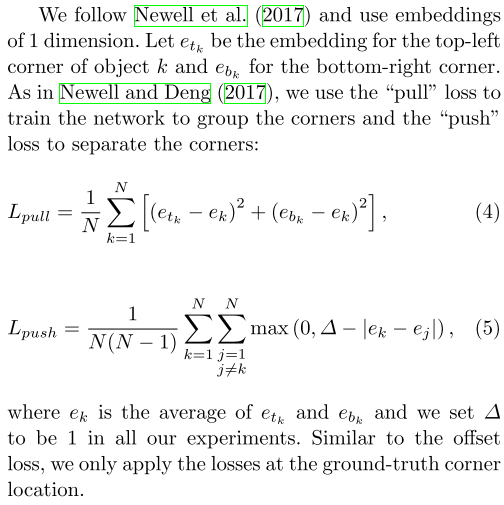 We follow Newell et al. (2017) and use embeddings
of 1 dimension. Let e_{t_k} be the embedding for the top-left
corner of object k and e_{b_k} for the bottom-right corner.
As in Newell and Deng (2017), we use the “pull” loss to
train the network to group the corners and the “push”
loss to separate the corners:
L_{pull} = \frac{1}{N} \sum_{k=1}^{N} \left[ (e_{t_k} - e_k)^2 + (e_{b_k} - e_k)^2 \right], (4)
L_{push} = \frac{1}{N(N-1)} \sum_{k=1}^{N} \sum_{\substack{j=1 \\ j \neq k}}^{N} \max(0, \Delta - |e_k - e_j|), (5)
where e_k is the average of e_{t_k} and e_{b_k} and we set Δ
to be 1 in all our experiments. Similar to the offset
loss, we only apply the losses at the ground-truth corner
location.